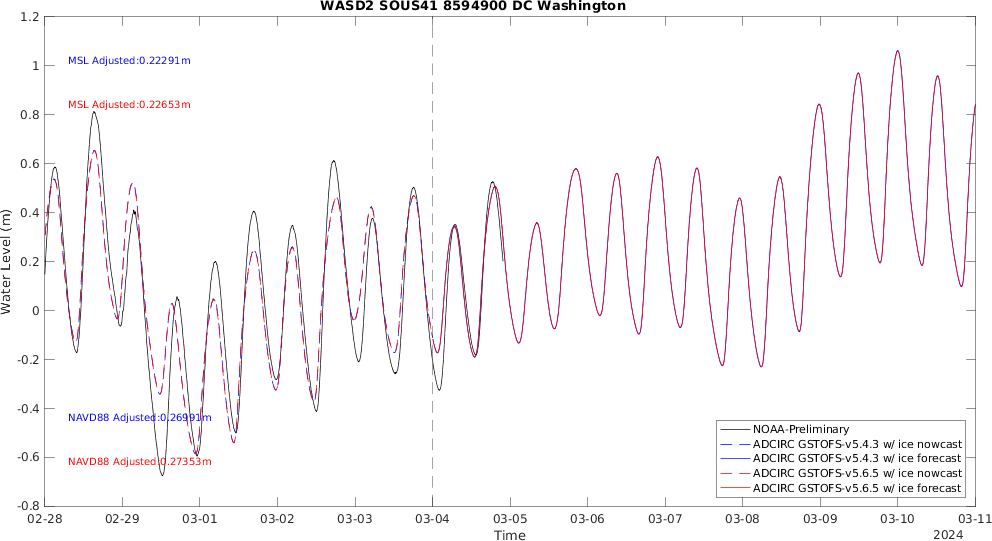 WASD2 SOUS41 8594900 DC Washington
1.2
1
0.8
0.6
0.4
0.2
0
-0.2
-0.4
-0.6
-0.8
Water Level (m)
MSL Adjusted:0.22291m
MSL Adjusted:0.22653m
NAVD88 Adjusted:0.26991m
NAVD88 Adjusted:0.27353m
NOAA-Preliminary
ADCIRC GSTOFS-v5.4.3 w/ ice nowcast
ADCIRC GSTOFS-v5.4.3 w/ ice forecast
ADCIRC GSTOFS-v5.6.5 w/ ice nowcast
ADCIRC GSTOFS-v5.6.5 w/ ice forecast
02-28 02-29 03-01 03-02 03-03 03-04 03-05 03-06 03-07 03-08 03-09 03-10 03-11
Time
2024